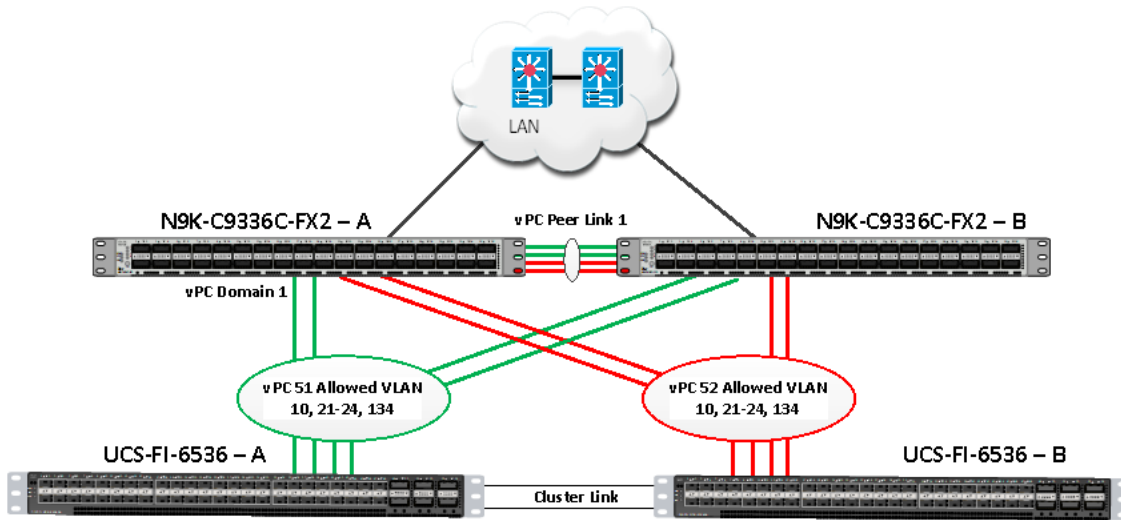 LAN
N9K-C9336C-FX2 – A
vPC Peer Link 1
N9K-C9336C-FX2 – B
vPC Domain 1
vPC 51 Allowed VLAN
10, 21-24, 134
vPC 52 Allowed VLAN
10, 21-24, 134
UCS-FI-6536 – A
UCS-FI-6536 – B
Cluster Link